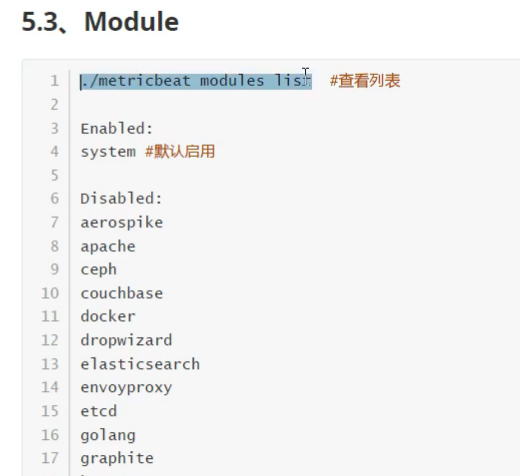 5.3、Module
1 ./metricbeat modules list #查看列表
2
3 Enabled:
4 system #默认启用
5
6 Disabled:
7 aerospike
8 apache
9 ceph
10 couchbase
11 docker
12 dropwizard
13 elasticsearch
14 envoyproxy
15 etcd
16 golang
17 graphite